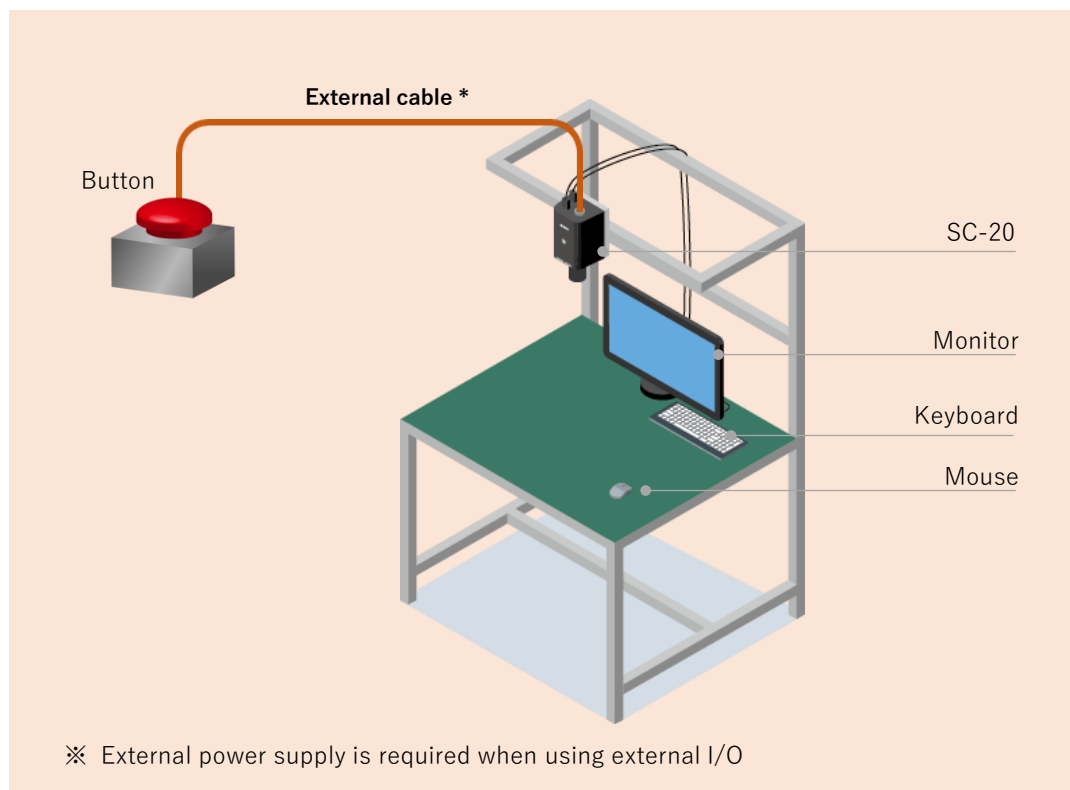 External cable *
Button
SC-20
Monitor
Keyboard
Mouse
※ External power supply is required when using external I/O